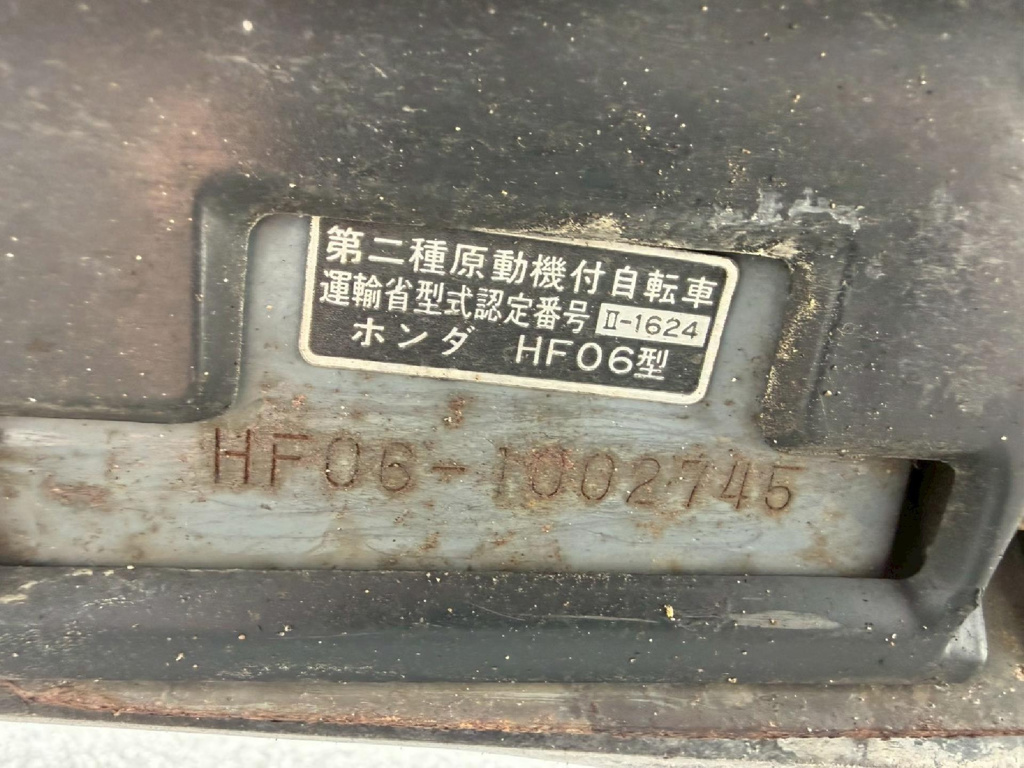 第二種原動機付自転車
運輸省型式認定番号 II-1624
ホンダ HF06型
HF06-1002745